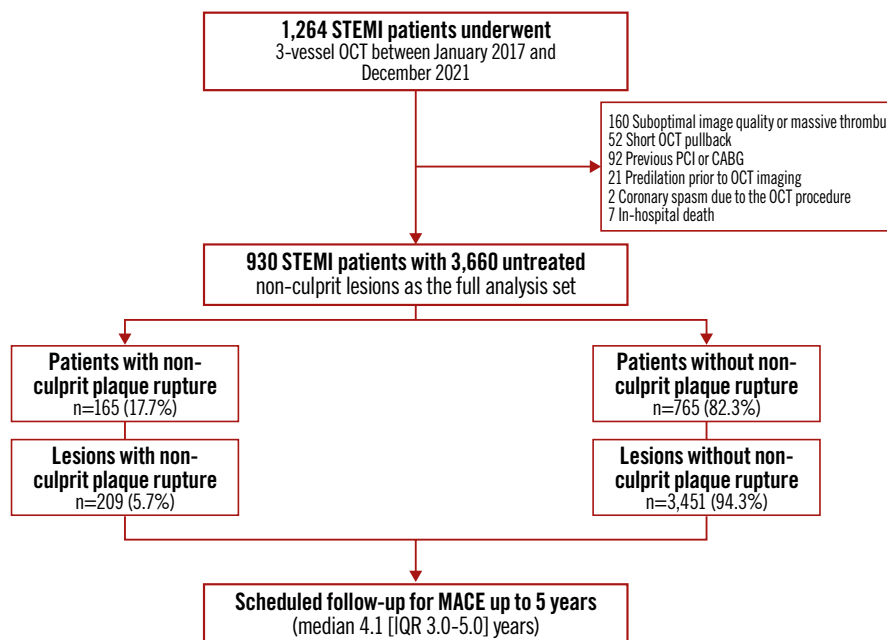 1,264 STEMI patients underwent
3-vessel OCT between January 2017 and
December 2021
160 Suboptimal image quality or massive thrombu
52 Short OCT pullback
92 Previous PCI or CABG
21 Predilation prior to OCT imaging
2 Coronary spasm due to the OCT procedure
7 In-hospital death
930 STEMI patients with 3,660 untreated
non-culprit lesions as the full analysis set
Patients with non-
culprit plaque rupture
n=165 (17.7%)
Patients without non-
culprit plaque rupture
n=765 (82.3%)
Lesions with non-
culprit plaque rupture
n=209 (5.7%)
Lesions without non-
culprit plaque rupture
n=3,451 (94.3%)
Scheduled follow-up for MACE up to 5 years
(median 4.1 [IQR 3.0-5.0] years)